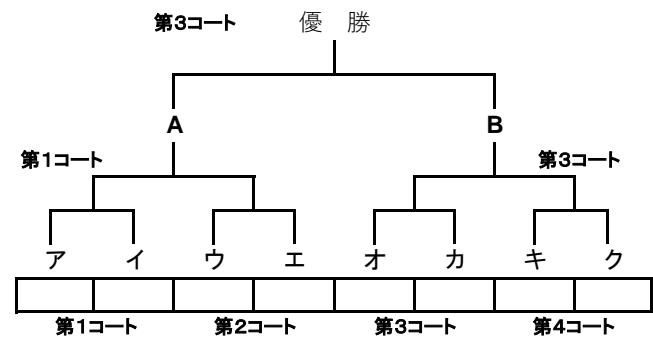 第3コート 優 勝
A B
第1コート 第3コート
ア イ ウ エ オ カ キ ク
第1コート 第2コート 第3コート 第4コート